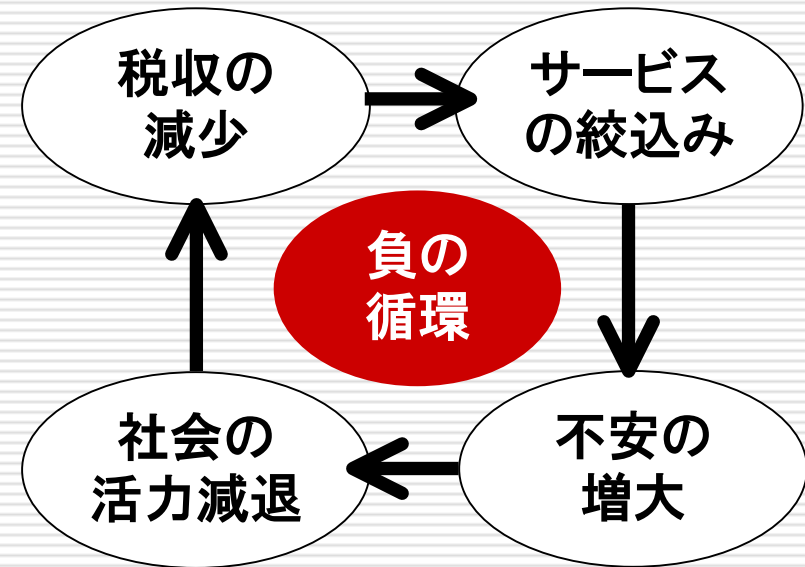 税収の
減少
サービス
の絞込み
負の
循環
社会の
活力減退
不安の
増大